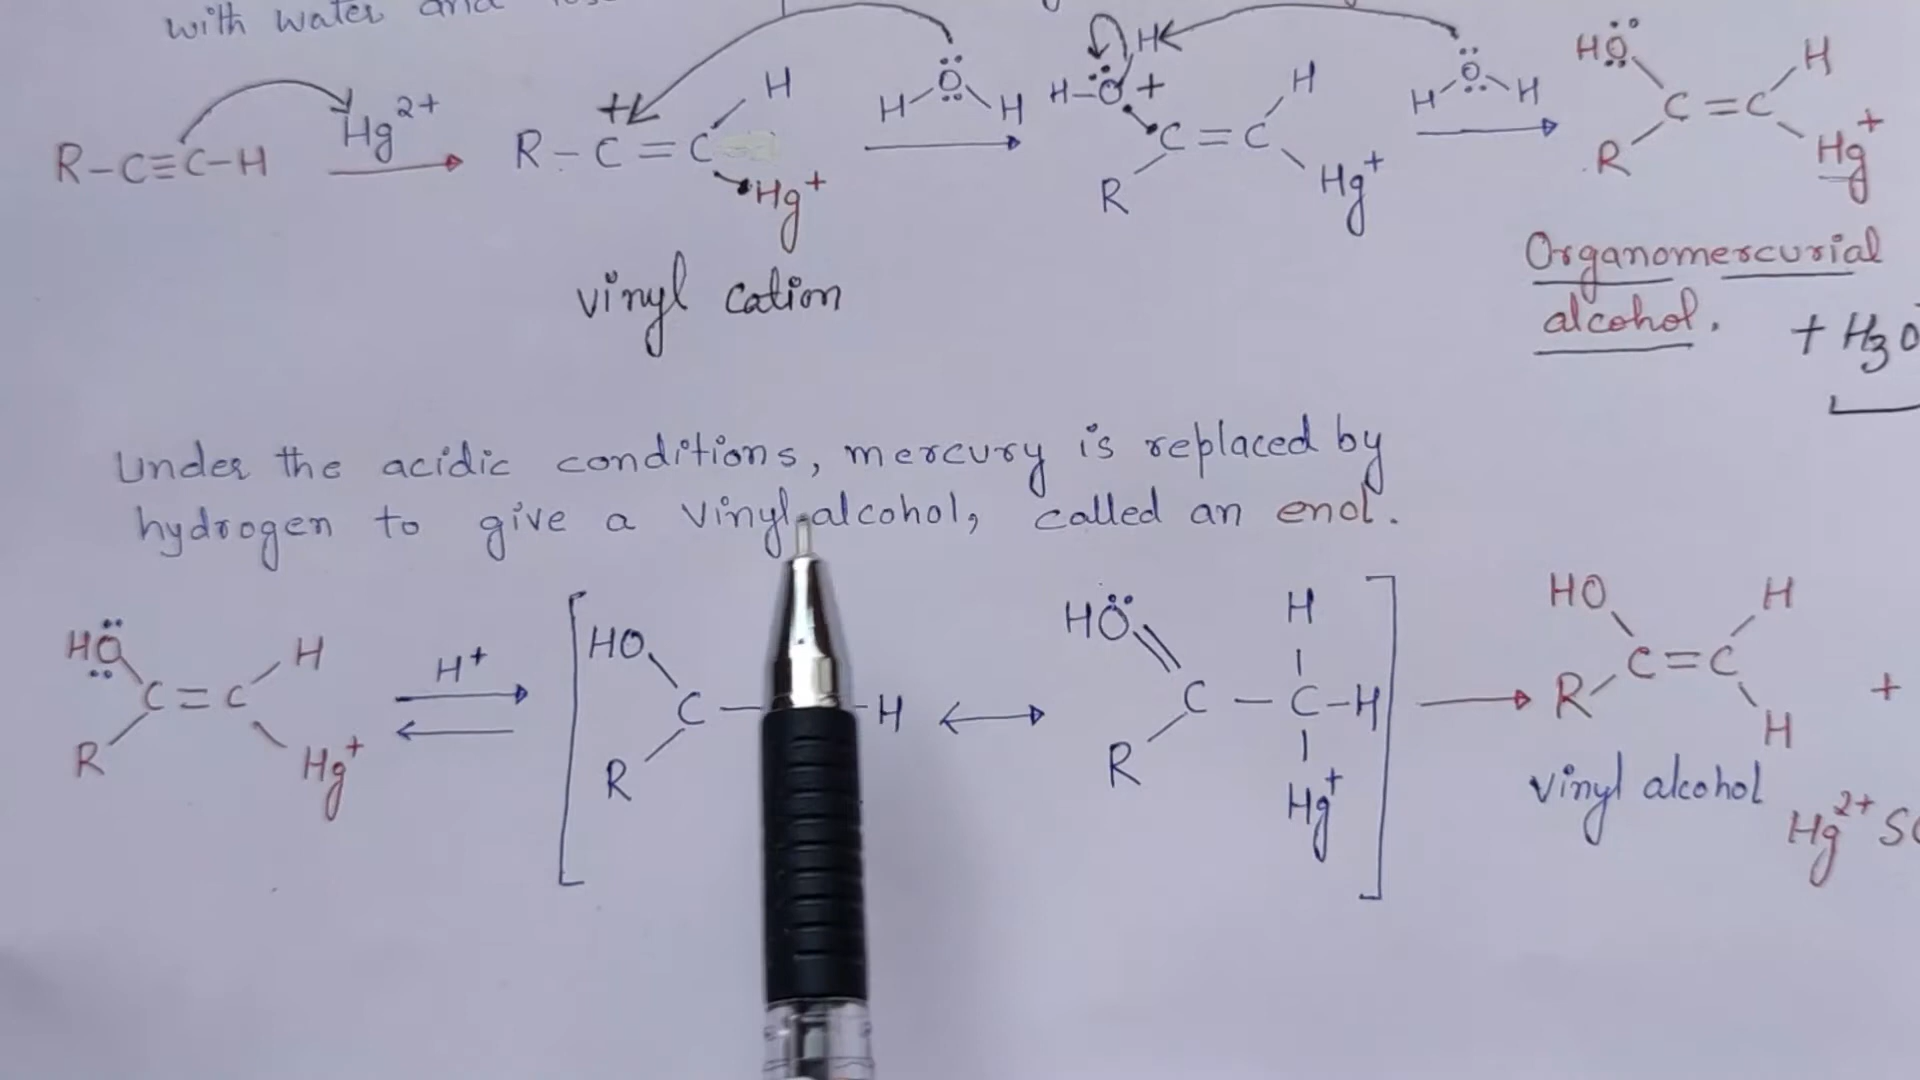 with water and
R-C≡C-H Hg2+ R-C=C H Hg+ + H-O-H H-O-H + R C=C H Hg+ H-O-H HO R C=C H Hg+
vinyl cation
Organomercurial
alcohol. + H3O
Under the acidic conditions, mercury is replaced by
hydrogen to give a vinyl alcohol, called an enol.
HO R C=C H Hg+ H+ [ HO R C - -H ↔ HO R C - C-H H Hg+ ] HO R C=C H H +
vinyl alcohol
Hg2+